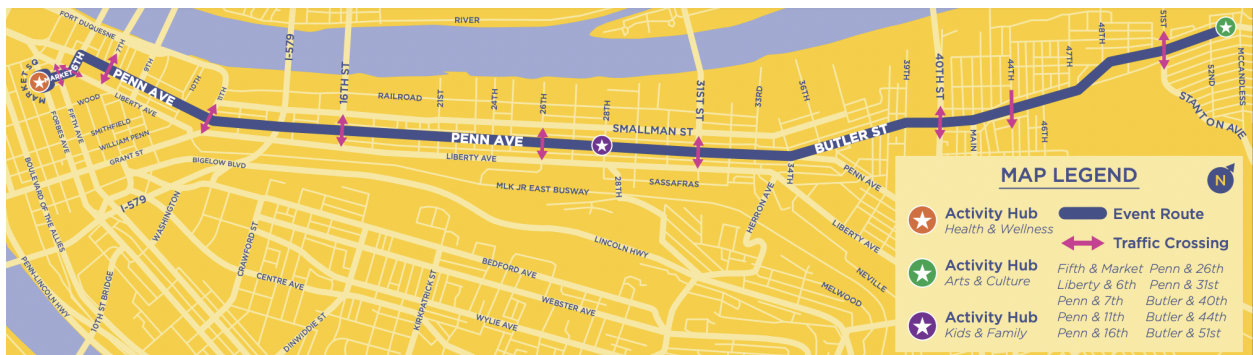 RIVER
FORT DUQUESNE
7TH
9TH
10TH
11TH
I-579
16TH ST
RAILROAD
21ST
24TH
26TH
28TH
SMALLMAN ST
31ST ST
33RD
36TH
39TH
40TH ST
44TH
47TH
48TH
51ST
52ND
MCCANDLESS
STANTON AVE
MARKET SQ
MARKET
6TH
PENN AVE
LIBERTY AVE
WOOD
FIFTH AVE
FORBES AVE
SMITHFIELD
WILLIAM PENN
GRANT ST
BIGELOW BLVD
PENN AVE
LIBERTY AVE
BUTLER ST
MAIN
46TH
34TH
PENN AVE
LIBERTY AVE
SASSAFRAS
28TH
MLK JR EAST BUSWAY
HERRON AVE
LINCOLN HWY
NEVILLE
MELWOOD
BOULEVARD OF THE ALLIES
I-579
WASHINGTON
CRAWFORD ST
CENTRE AVE
BEDFORD AVE
WEBSTER AVE
WYLIE AVE
KIRKPATRICK ST
DINWIDDIE ST
10TH ST BRIDGE
PENN-LINCOLN HWY
MAP LEGEND
N
Activity Hub
Health & Wellness
Event Route
Traffic Crossing
Activity Hub
Arts & Culture
Activity Hub
Kids & Family
Fifth & Market Penn & 26th
Liberty & 6th Penn & 31st
Penn & 7th Butler & 40th
Penn & 11th Butler & 44th
Penn & 16th Butler & 51st